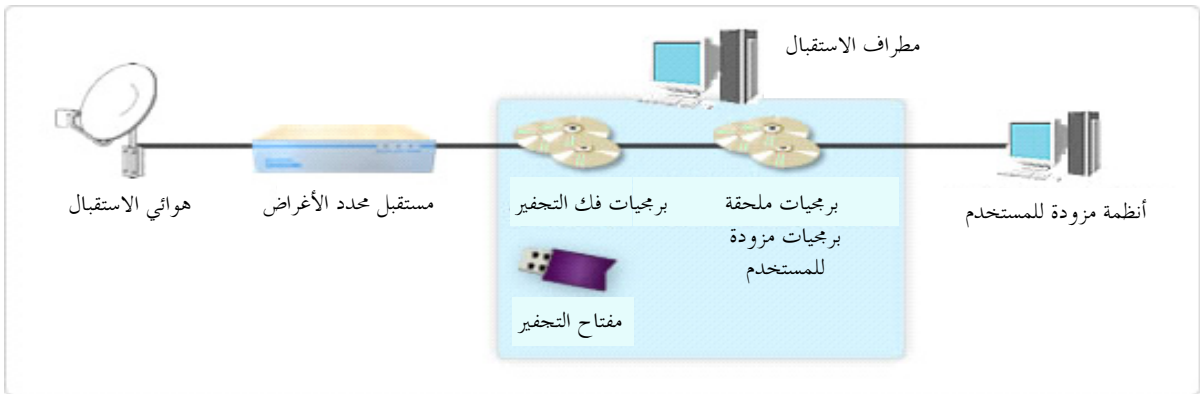 مطراف الاستقبال
هوائي الاستقبال
مستقبل محدد الأغراض
برمجيات فك التجفير
برمجيات ملحقة
برمجيات مزودة
للمستخدم
أنظمة مزودة للمستخدم
مفتاح التجفير